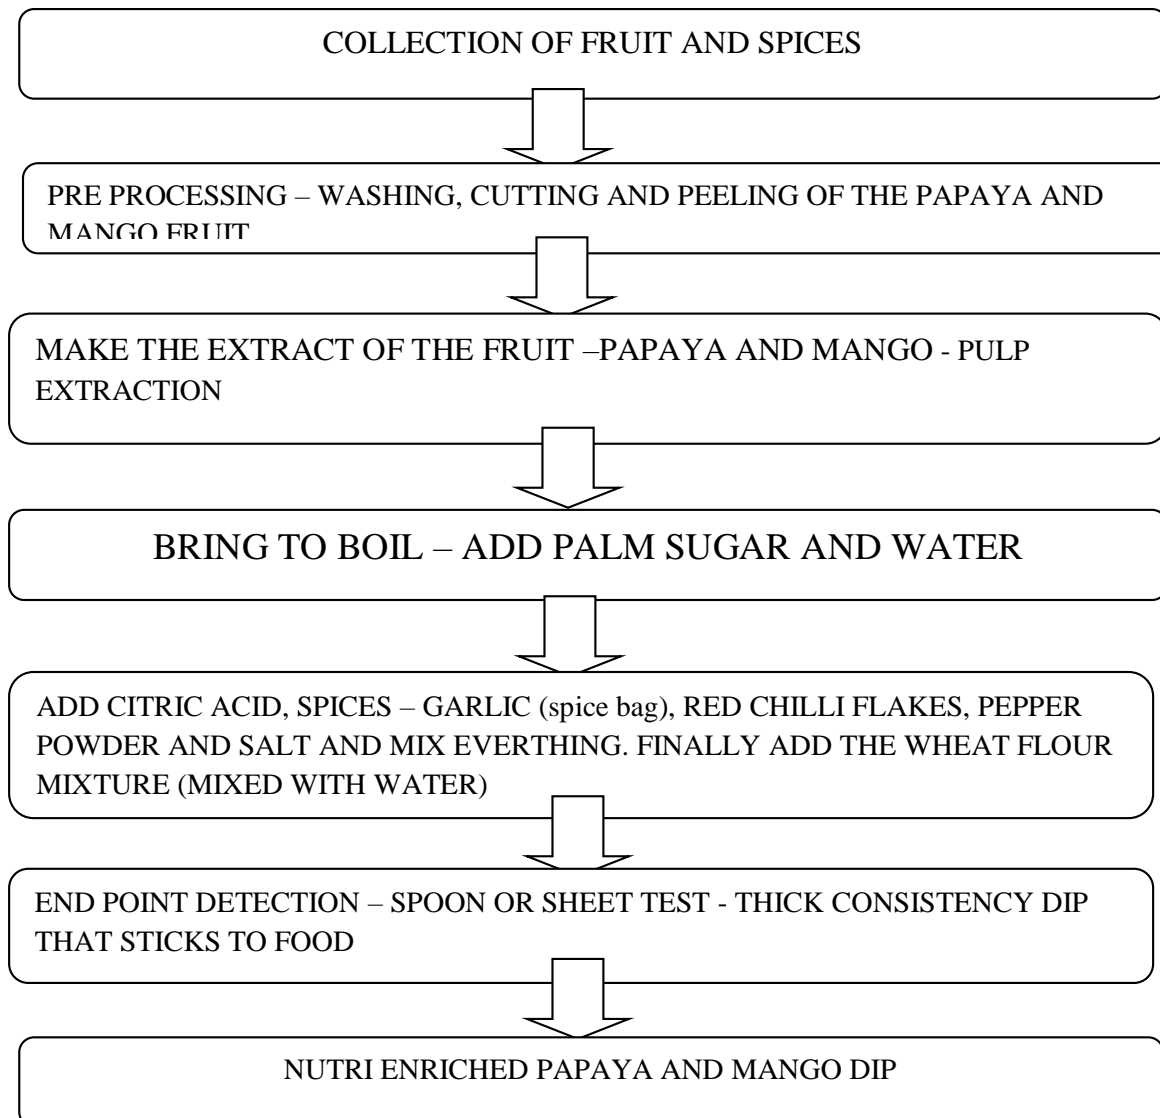 COLLECTION OF FRUIT AND SPICES
PRE PROCESSING – WASHING, CUTTING AND PEELING OF THE PAPAYA AND
MANGO FRUIT
MAKE THE EXTRACT OF THE FRUIT –PAPAYA AND MANGO - PULP
EXTRACTION
BRING TO BOIL – ADD PALM SUGAR AND WATER
ADD CITRIC ACID, SPICES – GARLIC (spice bag), RED CHILLI FLAKES, PEPPER
POWDER AND SALT AND MIX EVERTHING. FINALLY ADD THE WHEAT FLOUR
MIXTURE (MIXED WITH WATER)
END POINT DETECTION – SPOON OR SHEET TEST - THICK CONSISTENCY DIP
THAT STICKS TO FOOD
NUTRI ENRICHED PAPAYA AND MANGO DIP